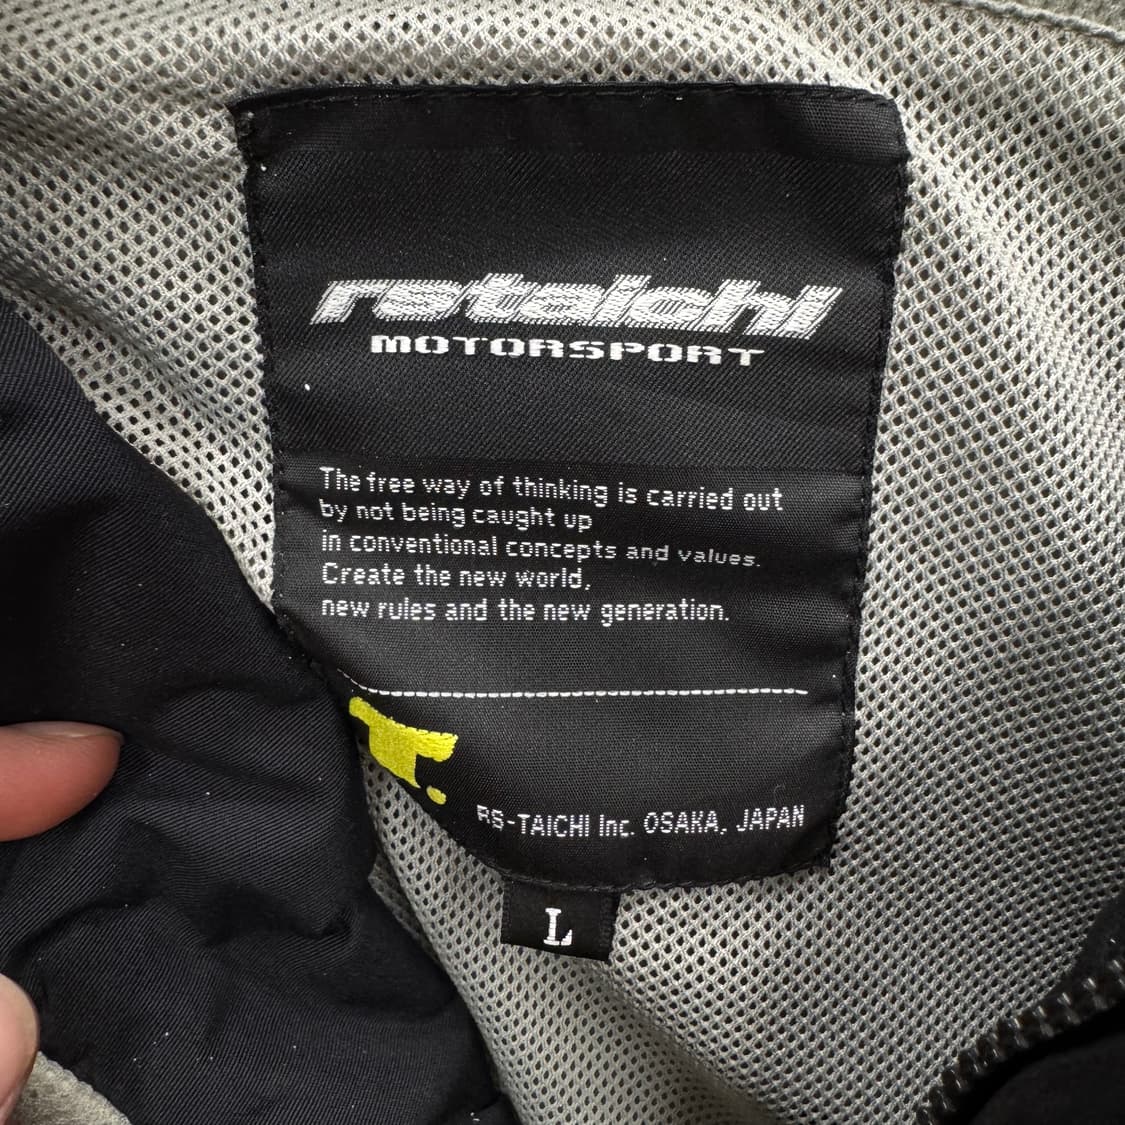 rstaichi
MOTORSPORT
The free way of thinking is carried out
by not being caught up
in conventional concepts and values.
Create the new world,
new rules and the new generation.
T.
RS-TAICHI Inc. OSAKA, JAPAN
L